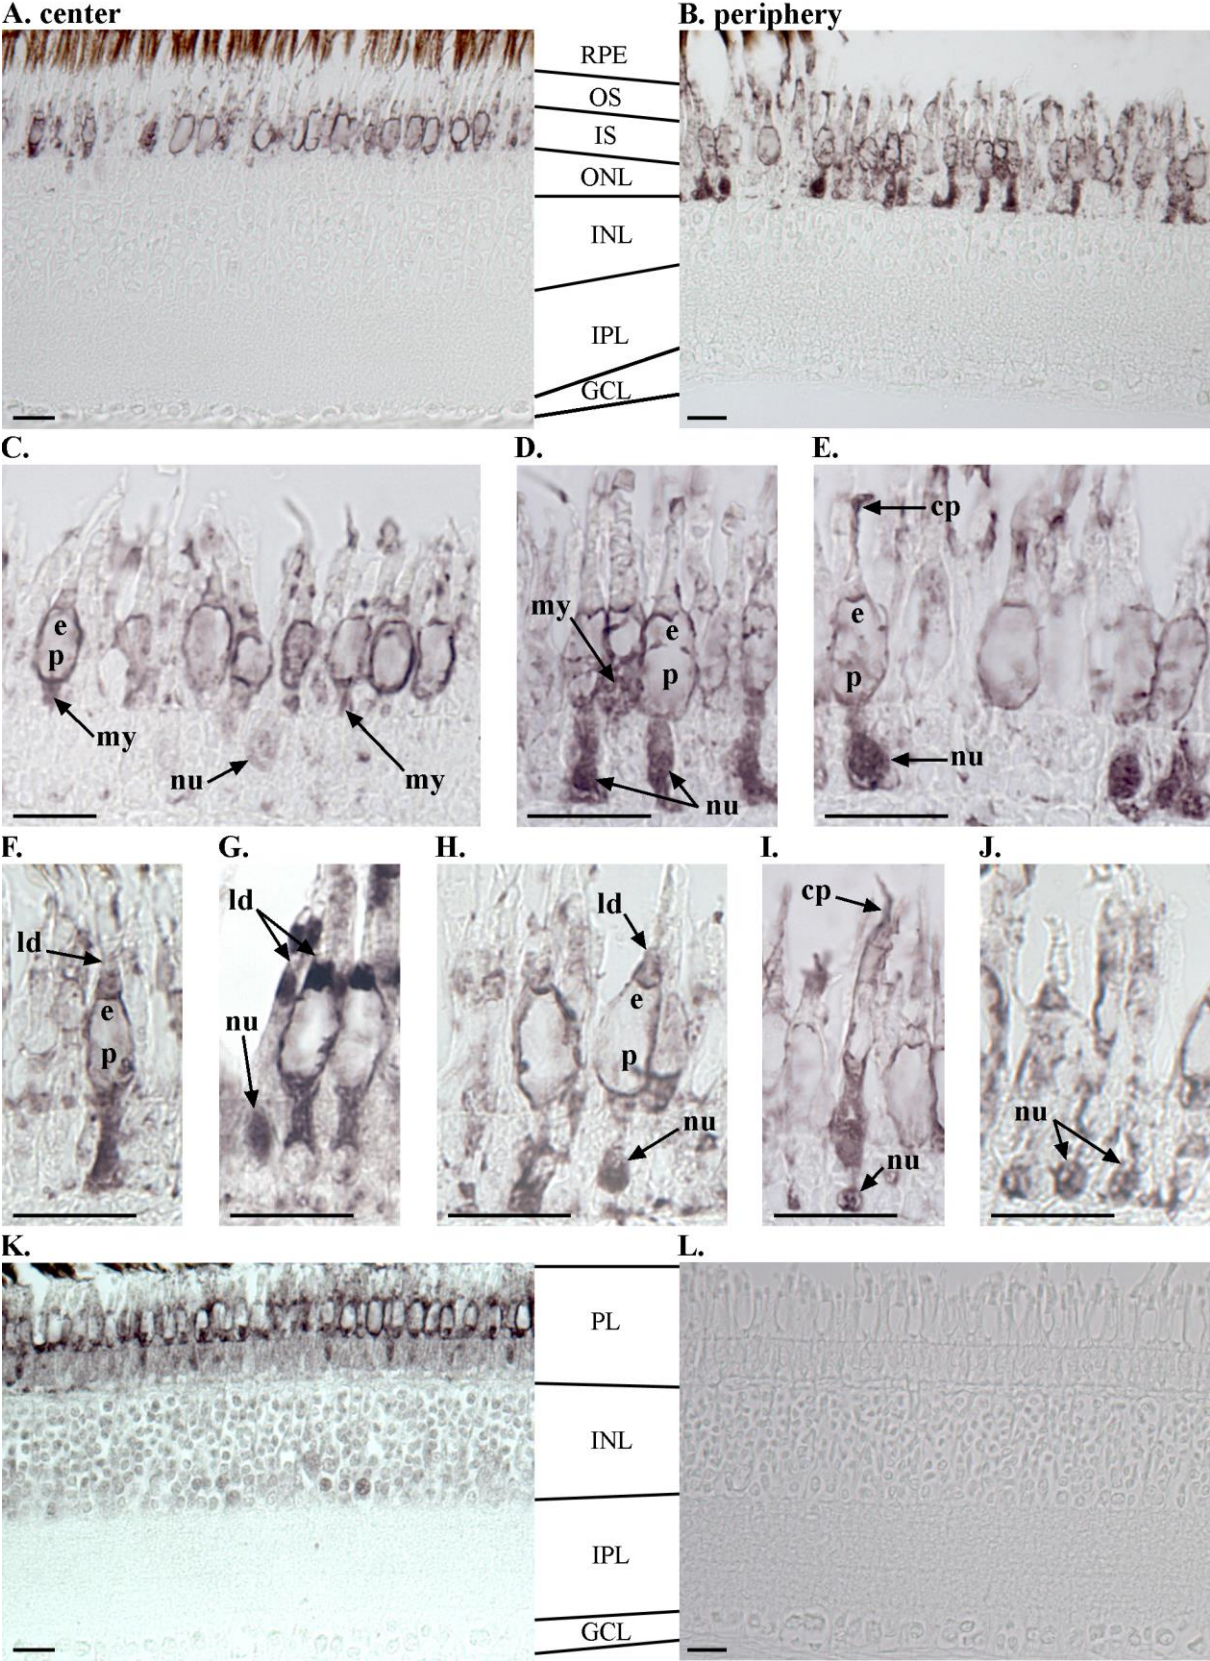 A. center
B. periphery
RPE
OS
IS
ONL
INL
IPL
GCL
C.
D.
E.
e
p
my
nu
my
my
e
p
nu
cp
e
p
nu
F.
G.
H.
I.
J.
ld
e
p
ld
nu
ld
e
p
nu
cp
nu
nu
K.
L.
PL
INL
IPL
GCL